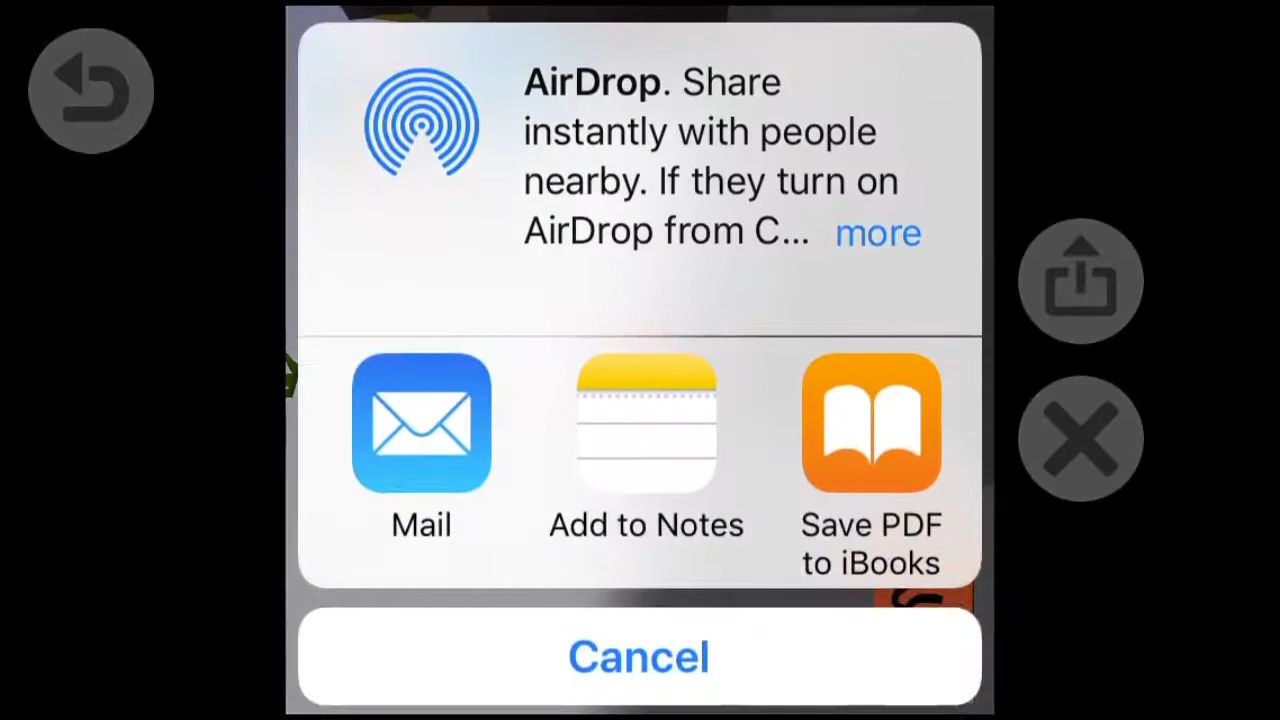 AirDrop. Share
instantly with people
nearby. If they turn on
AirDrop from C... more
Mail
Add to Notes
Save PDF
to iBooks
Cancel